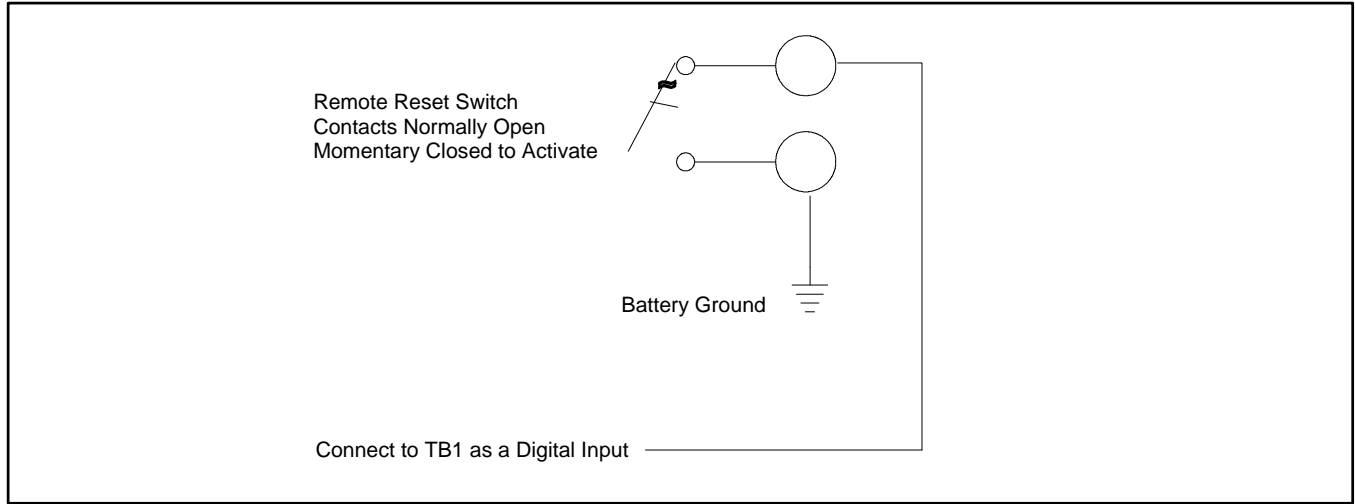 Remote Reset Switch
Contacts Normally Open
Momentary Closed to Activate
Battery Ground
Connect to TB1 as a Digital Input